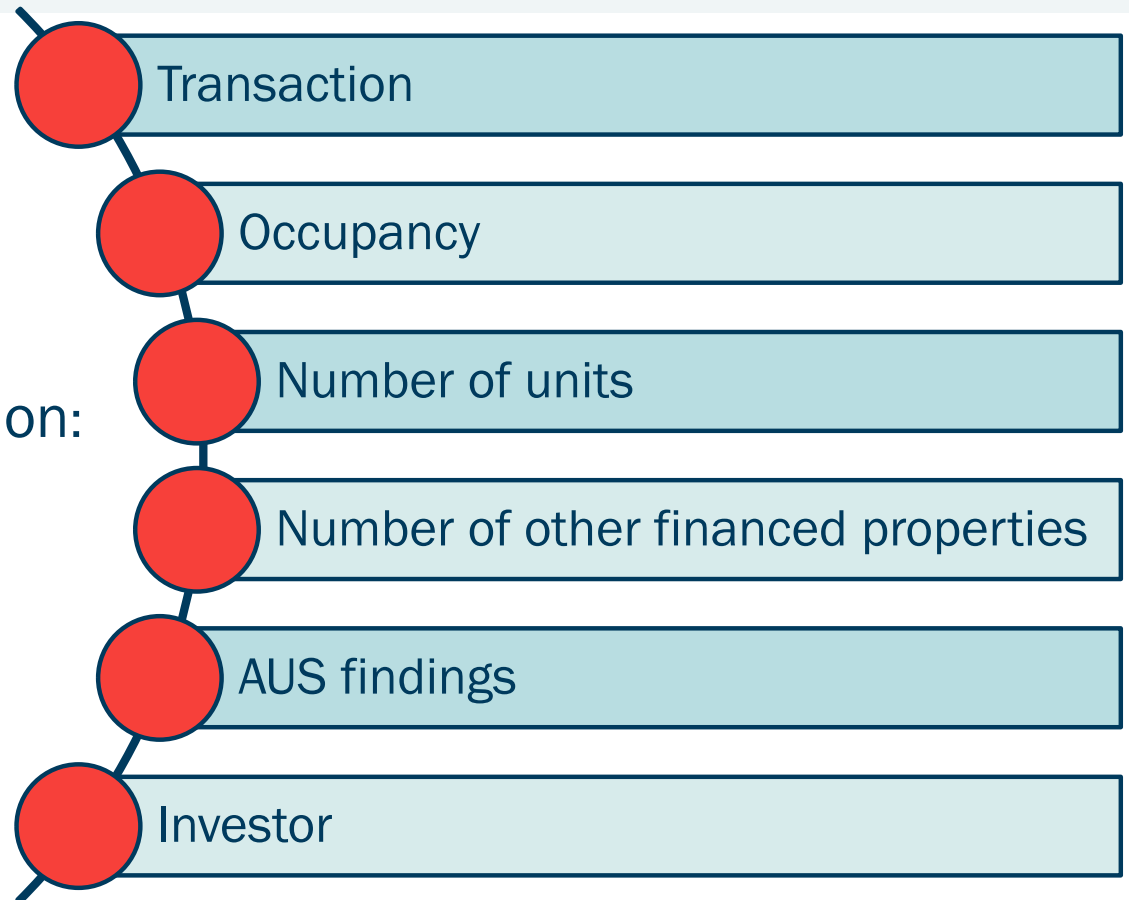 Transaction
Occupancy
Number of units
on:
Number of other financed properties
AUS findings
Investor